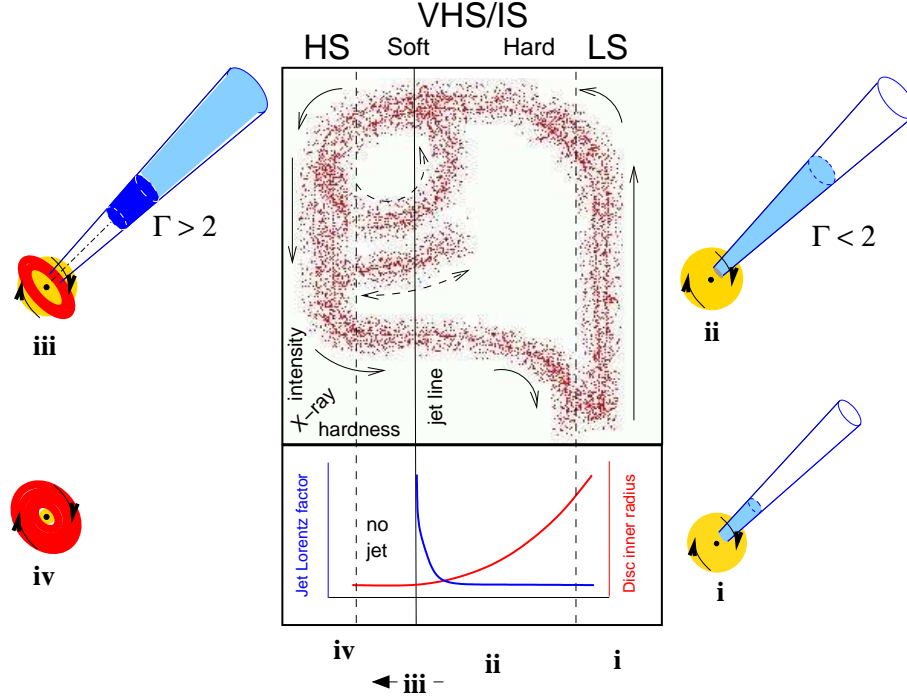 VHS/IS
HS Soft Hard LS
Γ > 2
Γ < 2
iii
ii
intensity
X-ray
hardness
jet line
Jet Lorentz factor
no
jet
Disc inner radius
iv
i
iv ii i
iii